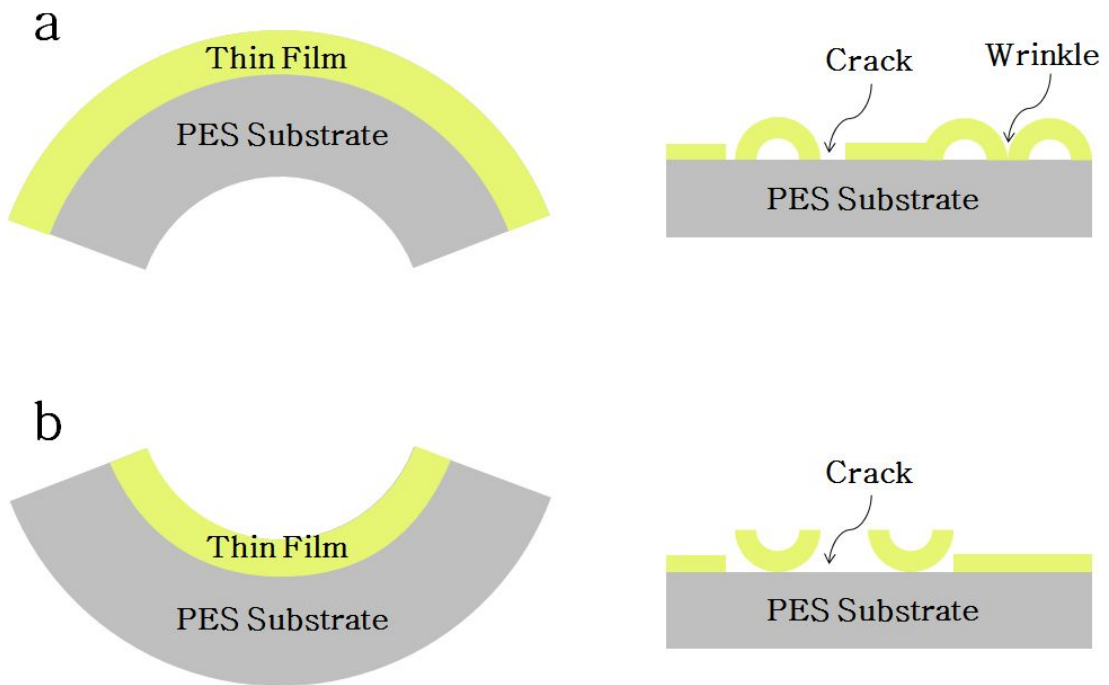 a
Thin Film
PES Substrate
Crack
Wrinkle
PES Substrate
b
Thin Film
PES Substrate
Crack
PES Substrate